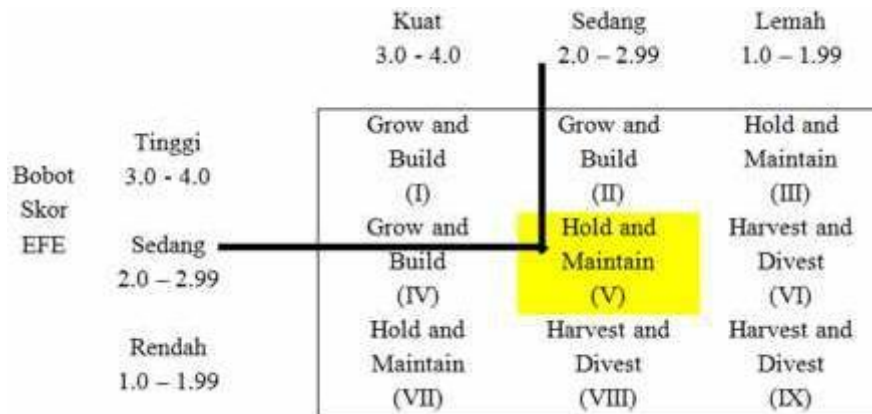 Kuat Sedang Lemah
3.0 - 4.0 2.0 – 2.99 1.0 – 1.99
Grow and Grow and Hold and
Tinggi Build Build Maintain
Bobot 3.0 - 4.0 (I) (II) (III)
Skor
EFE Sedang Grow and Hold and Harvest and
2.0 – 2.99 Build Maintain Divest
(IV) (V) (VI)
Rendah Hold and Harvest and Harvest and
1.0 – 1.99 Maintain Divest Divest
(VII) (VIII) (IX)